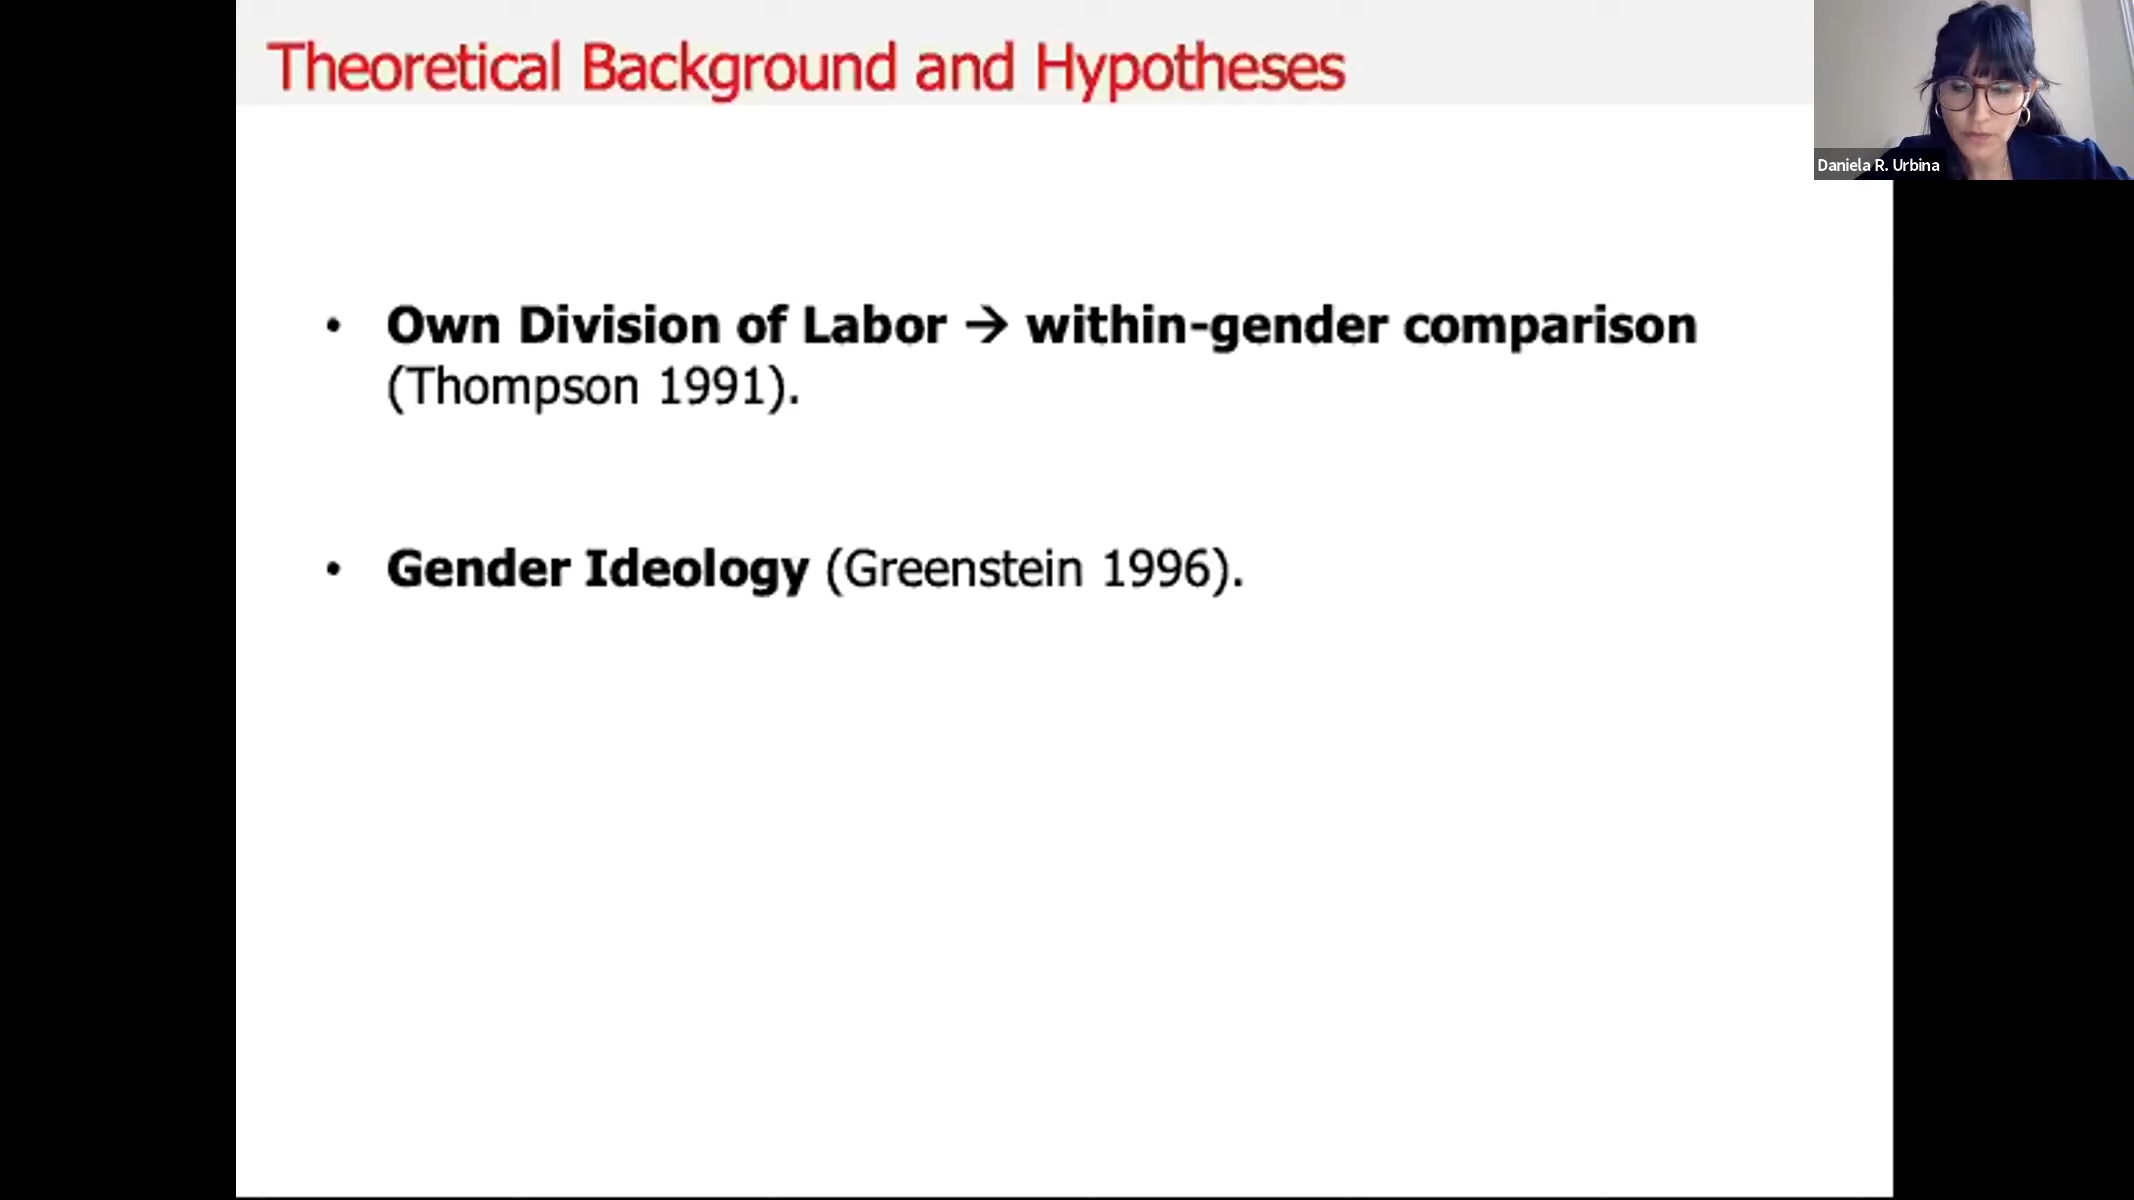 Theoretical Background and Hypotheses
Daniela R. Urbina
• Own Division of Labor → within-gender comparison
(Thompson 1991).
• Gender Ideology (Greenstein 1996).